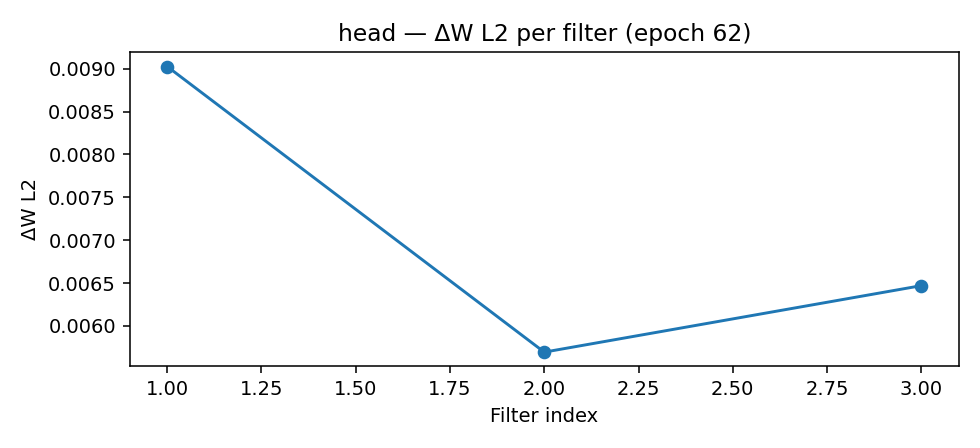 head — ΔW L2 per filter (epoch 62)
0.0090
0.0085
0.0080
0.0075
0.0070
0.0065
0.0060
ΔW L2
1.00 1.25 1.50 1.75 2.00 2.25 2.50 2.75 3.00
Filter index